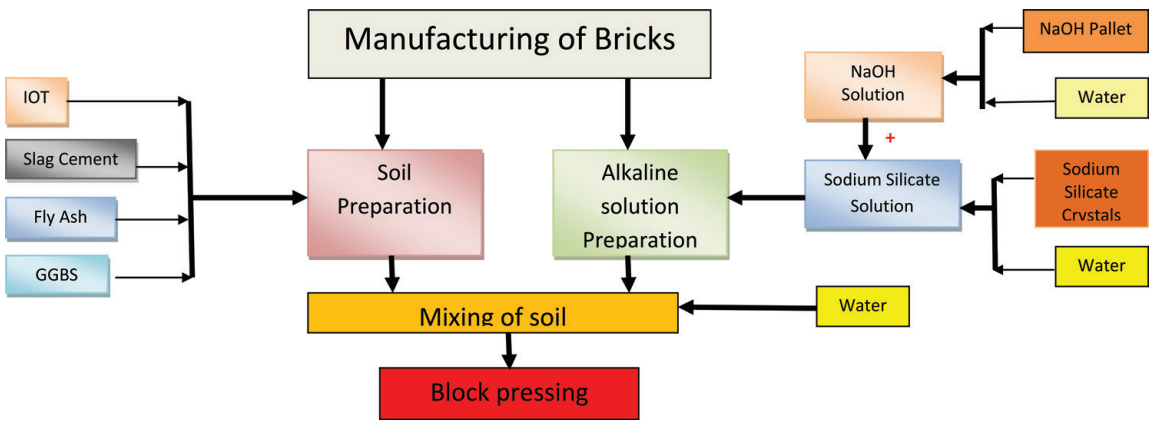 Manufacturing of Bricks
IOT
Slag Cement
Fly Ash
GGBS
Soil
Preparation
Alkaline
solution
Preparation
NaOH
Solution
+
Sodium Silicate
Solution
NaOH Pallet
Water
Sodium
Silicate
Crystals
Water
Mixing of soil
Water
Block pressing